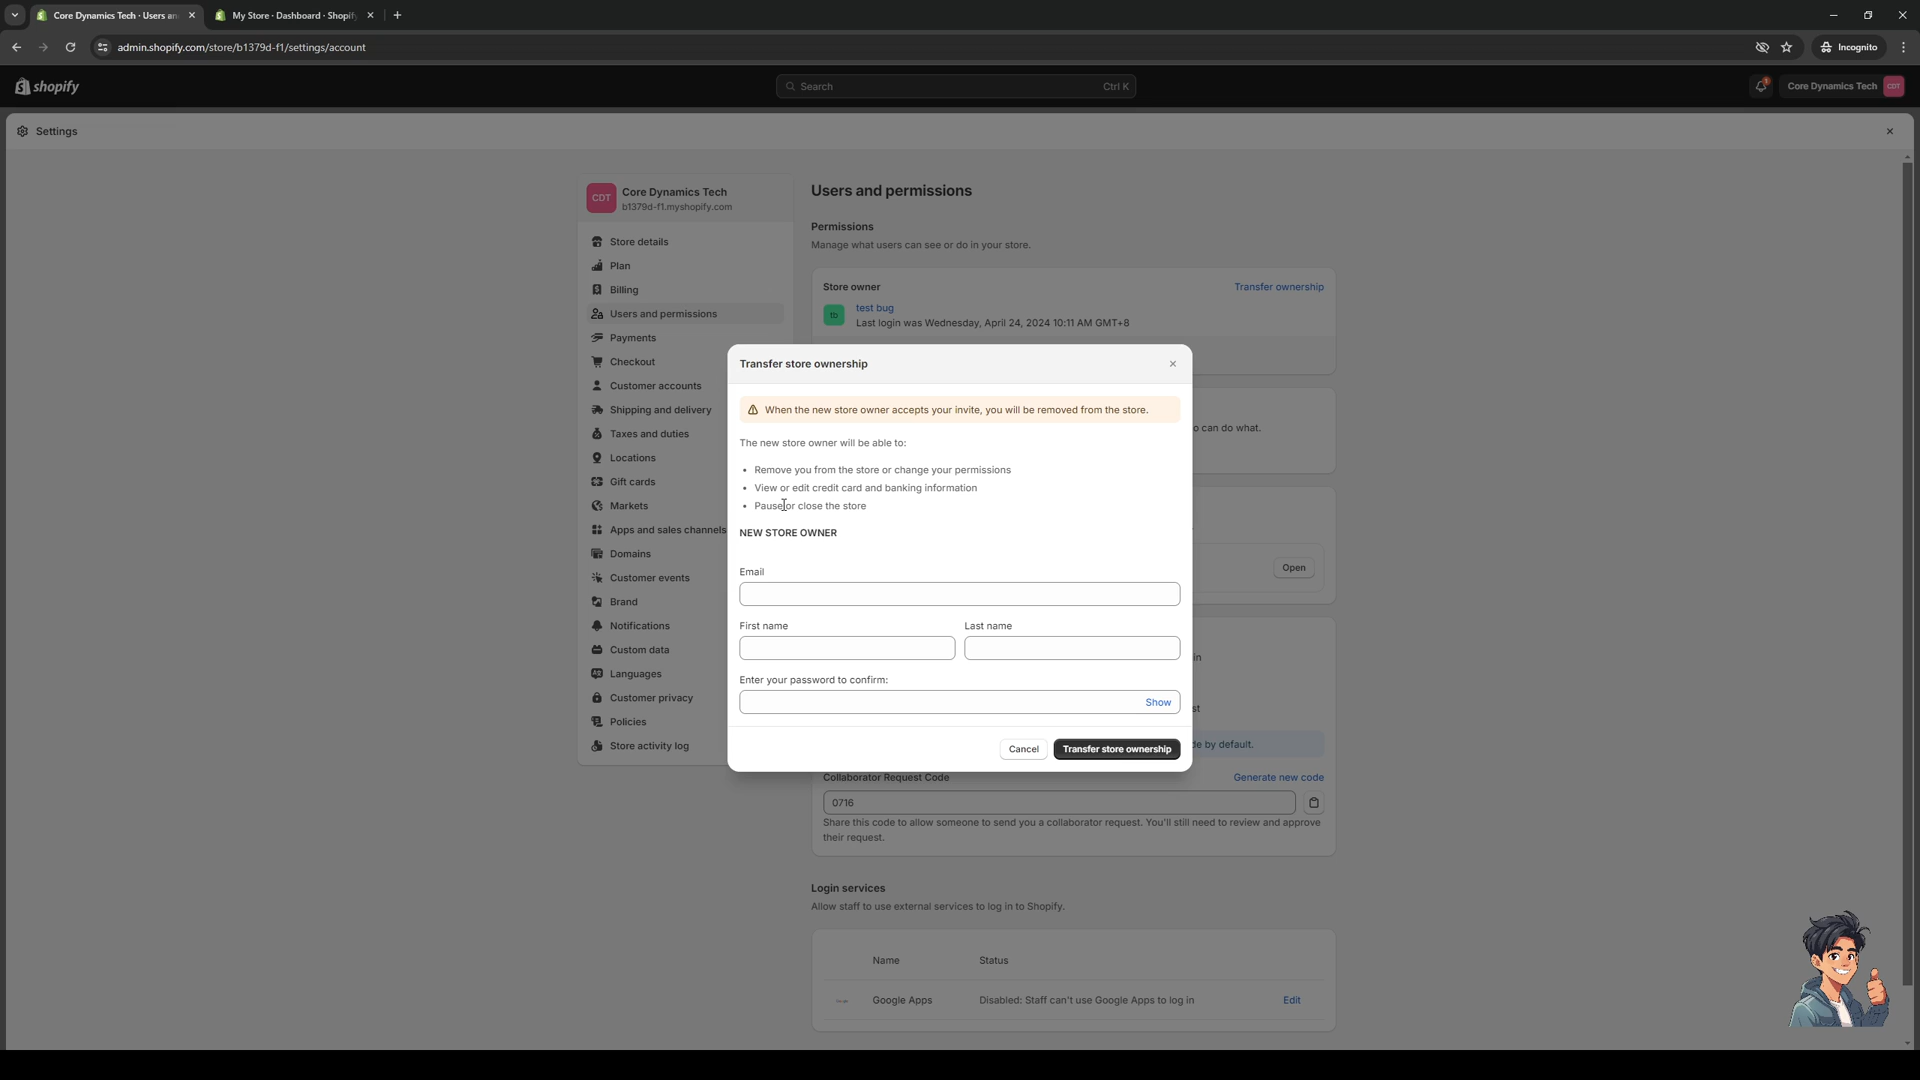 Core Dynamics Tech · Users an
My Store · Dashboard · Shopify
admin.shopify.com/store/b1379d-f1/settings/account
Incognito
shopify
Search
Ctrl K
1
Core Dynamics Tech
CDT
Settings
CDT
Core Dynamics Tech
b1379d-f1.myshopify.com
Store details
Plan
Billing
Users and permissions
Payments
Checkout
Customer accounts
Shipping and delivery
Taxes and duties
Locations
Gift cards
Markets
Apps and sales channels
Domains
Customer events
Brand
Notifications
Custom data
Languages
Customer privacy
Policies
Store activity log
Users and permissions
Permissions
Manage what users can see or do in your store.
Store owner
Transfer ownership
tb
test bug
Last login was Wednesday, April 24, 2024 10:11 AM GMT+8
o can do what.
Open
in
st
de by default.
Transfer store ownership
When the new store owner accepts your invite, you will be removed from the store.
The new store owner will be able to:
• Remove you from the store or change your permissions
• View or edit credit card and banking information
• Pause or close the store
NEW STORE OWNER
Email
First name
Last name
Enter your password to confirm:
Show
Cancel
Transfer store ownership
Collaborator Request Code
Generate new code
0716
Share this code to allow someone to send you a collaborator request. You'll still need to review and approve
their request.
Login services
Allow staff to use external services to log in to Shopify.
Name
Status
Google Apps
Disabled: Staff can't use Google Apps to log in
Edit